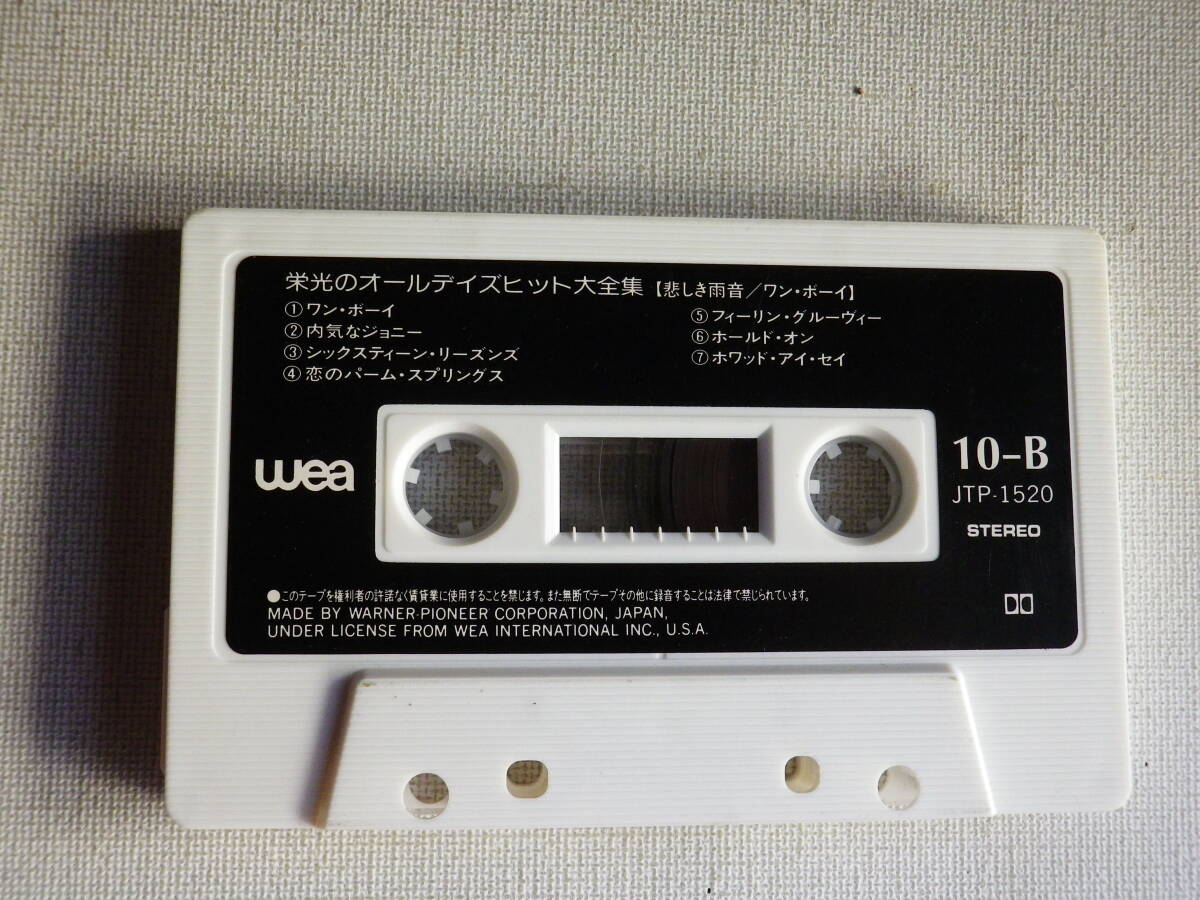 栄光のオールデイズヒット大全集【悲しき雨音／ワン・ボーイ】
①ワン・ボーイ
②内気なジョニー
③シックスティーン・リーズンズ
④恋のパーム・スプリングス
⑤フィーリン・グルーヴィー
⑥ホールド・オン
⑦ホワッド・アイ・セイ
wea
10-B
JTP-1520
STEREO
●このテープを権利者の許諾なく賃貸業に使用することを禁じます。また無断でテープその他に録音することは法律で禁じられています。
MADE BY WARNER-PIONEER CORPORATION, JAPAN,
UNDER LICENSE FROM WEA INTERNATIONAL INC., U.S.A.